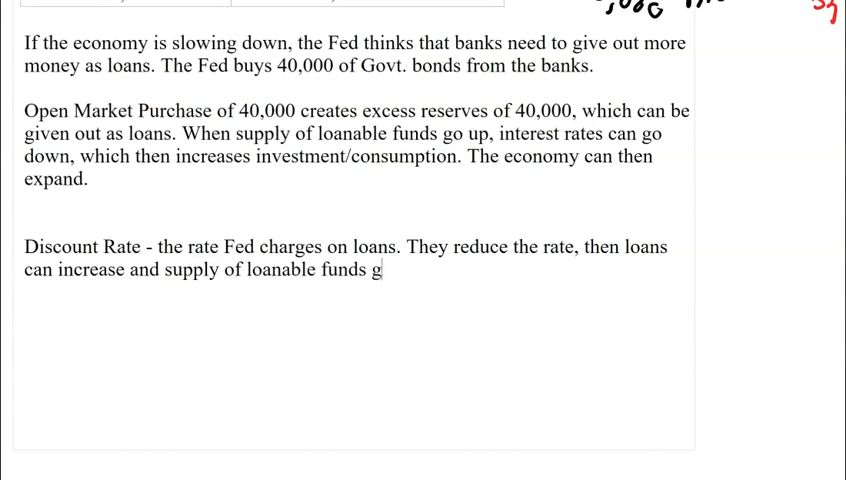 If the economy is slowing down, the Fed thinks that banks need to give out more
money as loans. The Fed buys 40,000 of Govt. bonds from the banks.
Open Market Purchase of 40,000 creates excess reserves of 40,000, which can be
given out as loans. When supply of loanable funds go up, interest rates can go
down, which then increases investment/consumption. The economy can then
expand.
Discount Rate - the rate Fed charges on loans. They reduce the rate, then loans
can increase and supply of loanable funds g